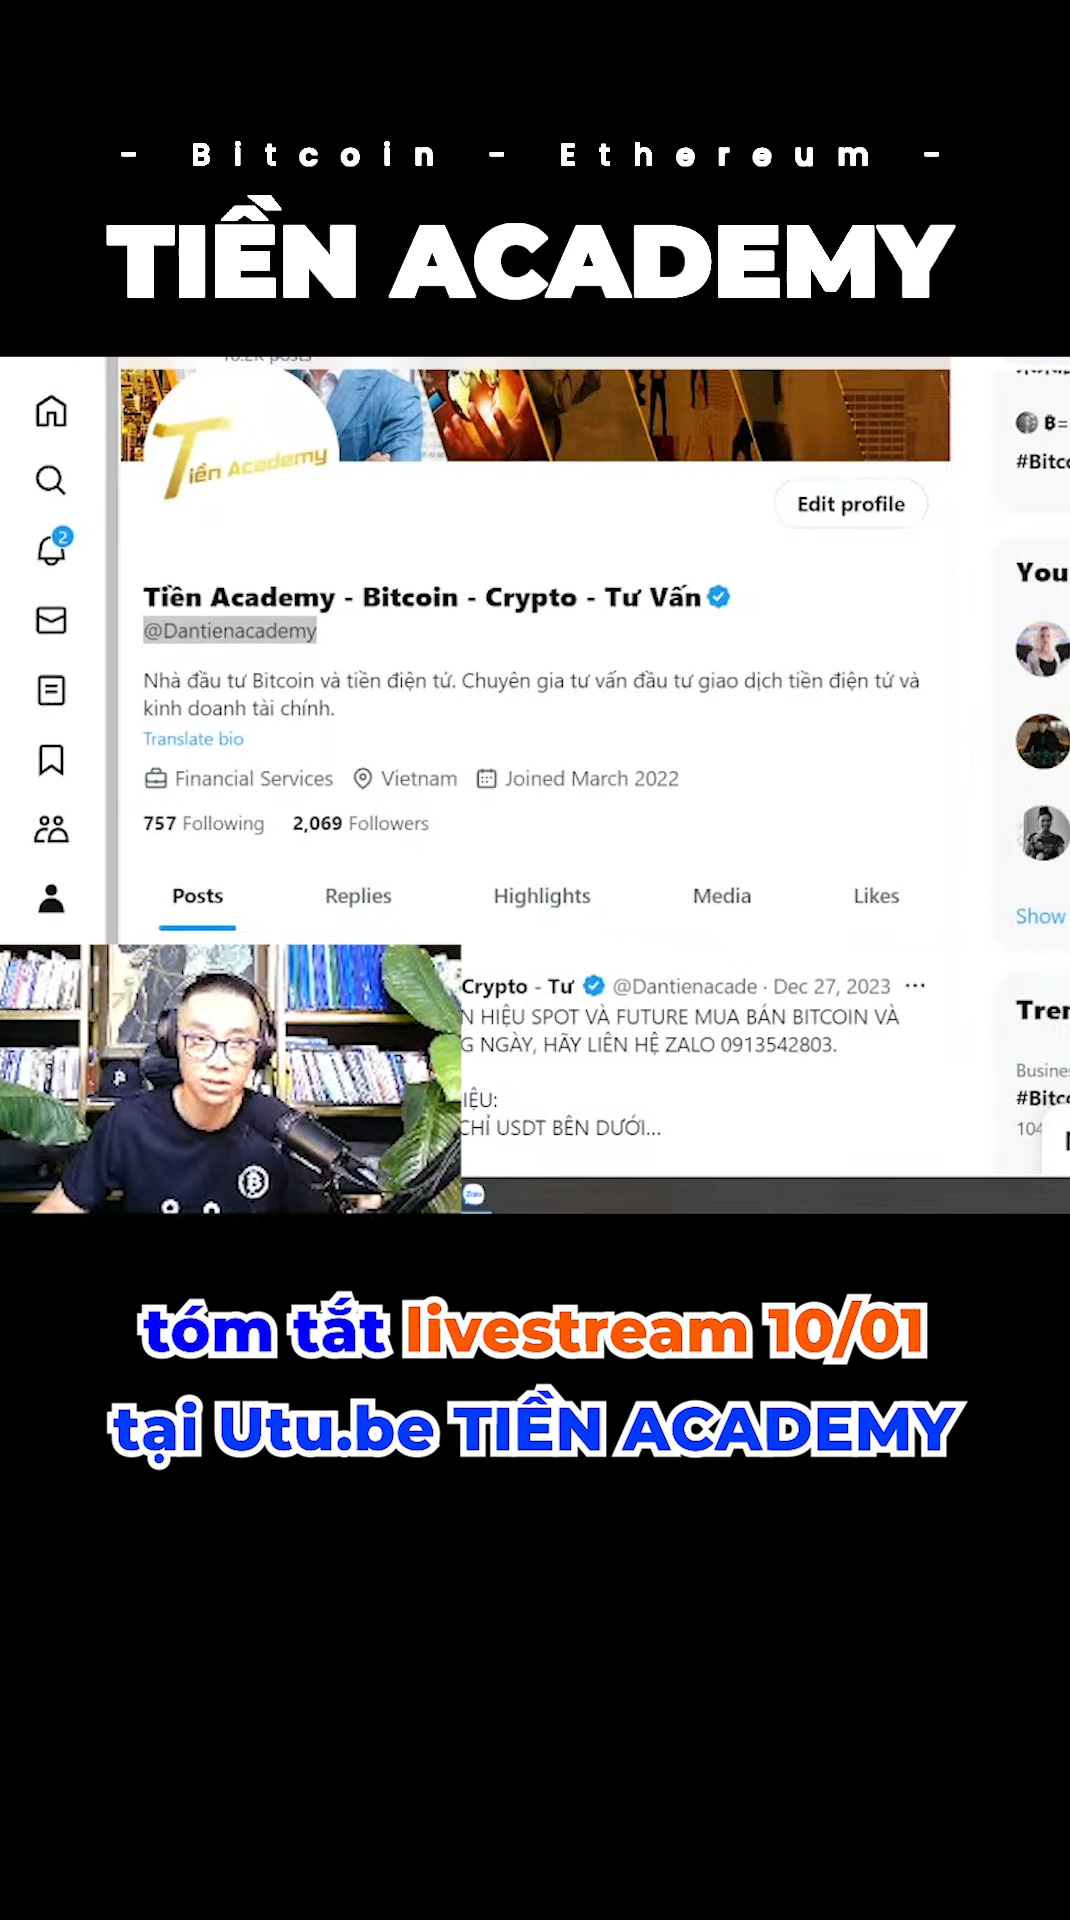 - Bitcoin - Ethereum -
TIỀN ACADEMY
posts
Tiền Academy
Edit profile
Tiền Academy - Bitcoin - Crypto - Tư Vấn
@Dantienacademy
Nhà đầu tư Bitcoin và tiền điện tử. Chuyên gia tư vấn đầu tư giao dịch tiền điện tử và
kinh doanh tài chính.
Translate bio
Financial Services Vietnam Joined March 2022
757 Following 2,069 Followers
Posts Replies Highlights Media Likes
2
₿=
#Bitc
You
Show
Crypto - Tư @Dantienacade · Dec 27, 2023 ...
N HIỆU SPOT VÀ FUTURE MUA BÁN BITCOIN VÀ
G NGÀY, HÃY LIÊN HỆ ZALO 0913542803.
IỆU:
CHỈ USDT BÊN DƯỚI...
Tren
Busine
#Bitc
104
Zalo
tóm tắt livestream 10/01
tại Utu.be TIỀN ACADEMY